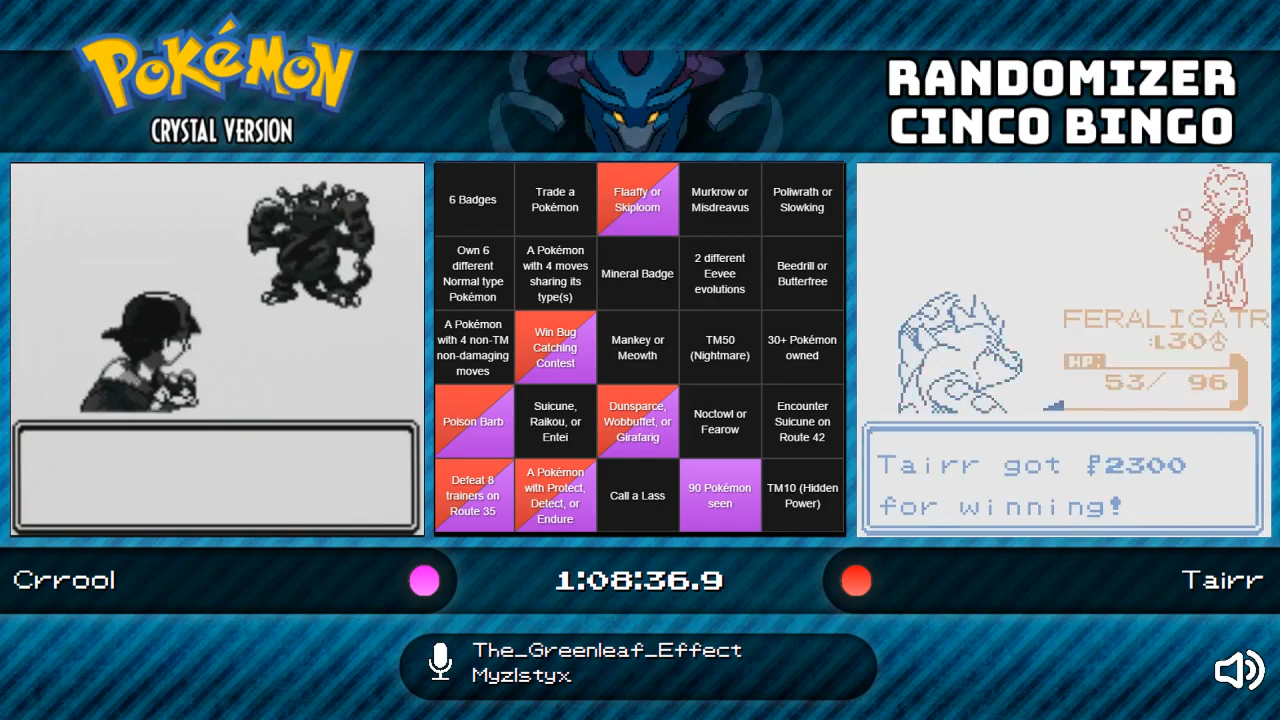 POKéMON
CRYSTAL VERSION
RANDOMIZER
CINCO BINGO
6 Badges
Trade a
Pokémon
Flaaffy or
Skiploom
Murkrow or
Misdreavus
Poliwrath or
Slowking
Own 6
different
Normal type
Pokémon
A Pokémon
with 4 moves
sharing its
type(s)
Mineral Badge
2 different
Eevee
evolutions
Beedrill or
Butterfree
A Pokémon
with 4 non-TM
non-damaging
moves
Win Bug
Catching
Contest
Mankey or
Meowth
TM50
(Nightmare)
30+ Pokémon
owned
Poison Barb
Suicune,
Raikou, or
Entei
Dunsparce,
Wobbuffet, or
Girafarig
Noctowl or
Fearow
Encounter
Suicune on
Route 42
Defeat 8
trainers on
Route 35
A Pokémon
with Protect,
Detect, or
Endure
Call a Lass
90 Pokémon
seen
TM10 (Hidden
Power)
FERALIGATR
:L30♂
HP:
53/ 96
Tairr got ₽2300
for winning!
Crrool
1:08:36.9
Tairr
The_Greenleaf_Effect
Myzlstyx